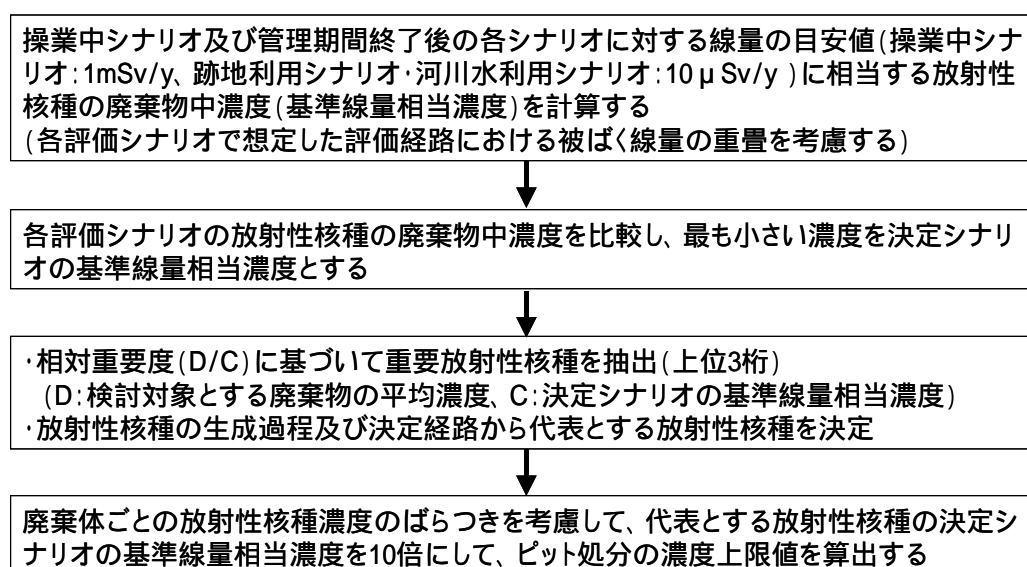 操業中シナリオ及び管理期間終了後の各シナリオに対する線量の目安値(操業中シナ
リオ:1mSv/y、跡地利用シナリオ・河川水利用シナリオ:10μSv/y )に相当する放射性
核種の廃棄物中濃度(基準線量相当濃度)を計算する
(各評価シナリオで想定した評価経路における被ばく線量の重畳を考慮する)
各評価シナリオの放射性核種の廃棄物中濃度を比較し、最も小さい濃度を決定シナリ
オの基準線量相当濃度とする
・相対重要度(D/C)に基づいて重要放射性核種を抽出(上位3桁)
(D:検討対象とする廃棄物の平均濃度、C:決定シナリオの基準線量相当濃度)
・放射性核種の生成過程及び決定経路から代表とする放射性核種を決定
廃棄体ごとの放射性核種濃度のばらつきを考慮して、代表とする放射性核種の決定シ
ナリオの基準線量相当濃度を10倍にして、ピット処分の濃度上限値を算出する